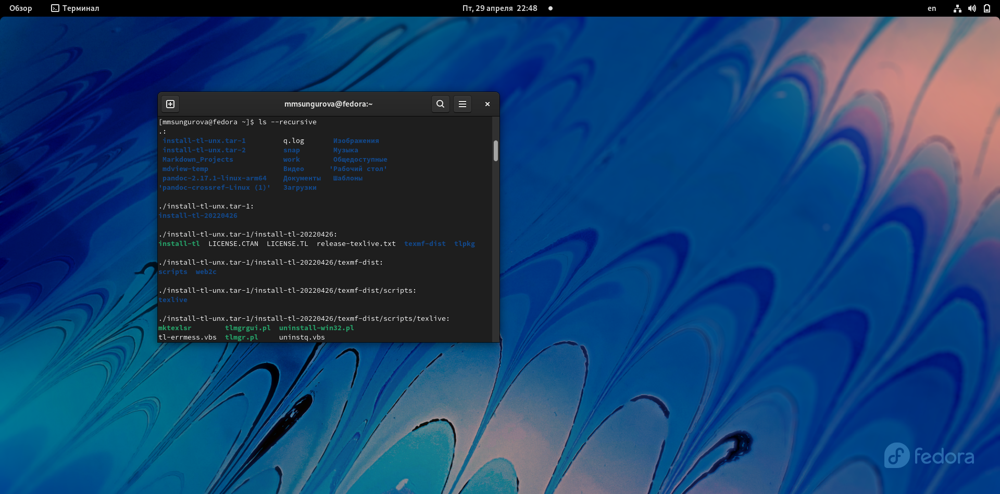 Обзор Терминал Пт, 29 апреля 22:48 en
mmsungurova@fedora:~
[mmsungurova@fedora ~]$ ls --recursive
.:
install-tl-unx.tar-1 q.log Изображения
install-tl-unx.tar-2 snap Музыка
Markdown_Projects work Общедоступные
mdview-temp Видео 'Рабочий стол'
pandoc-2.17.1-linux-arm64 Документы Шаблоны
'pandoc-crossref-Linux (1)' Загрузки
./install-tl-unx.tar-1:
install-tl-20220426
./install-tl-unx.tar-1/install-tl-20220426:
install-tl LICENSE.CTAN LICENSE.TL release-texlive.txt texmf-dist tlpkg
./install-tl-unx.tar-1/install-tl-20220426/texmf-dist:
scripts web2c
./install-tl-unx.tar-1/install-tl-20220426/texmf-dist/scripts:
texlive
./install-tl-unx.tar-1/install-tl-20220426/texmf-dist/scripts/texlive:
mktexlsr tlmgrgui.pl uninstall-win32.pl
tl-errmess.vbs tlmgr.pl uninstq.vbs
fedora